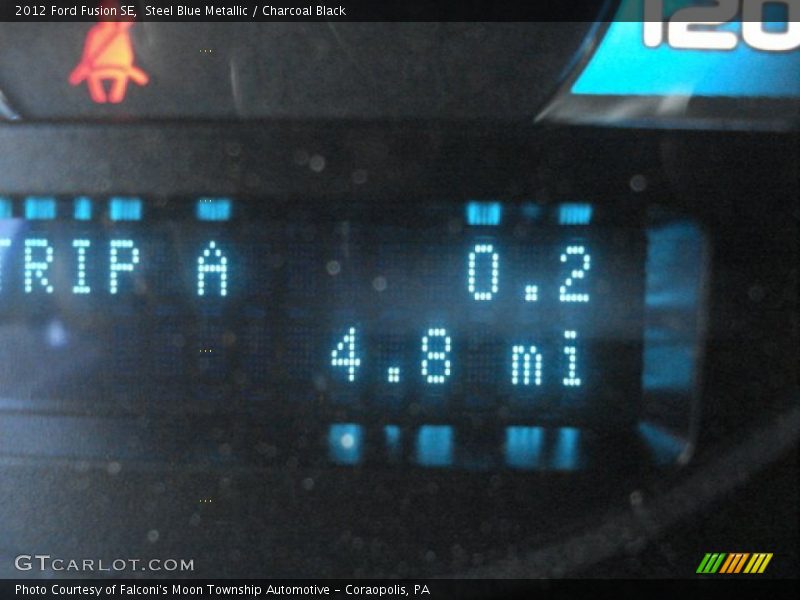 2012 Ford Fusion SE, Steel Blue Metallic / Charcoal Black
120
TRIP A 0.2
4.8 mi
GTCARLOT.COM
Photo Courtesy of Falconi's Moon Township Automotive - Coraopolis, PA